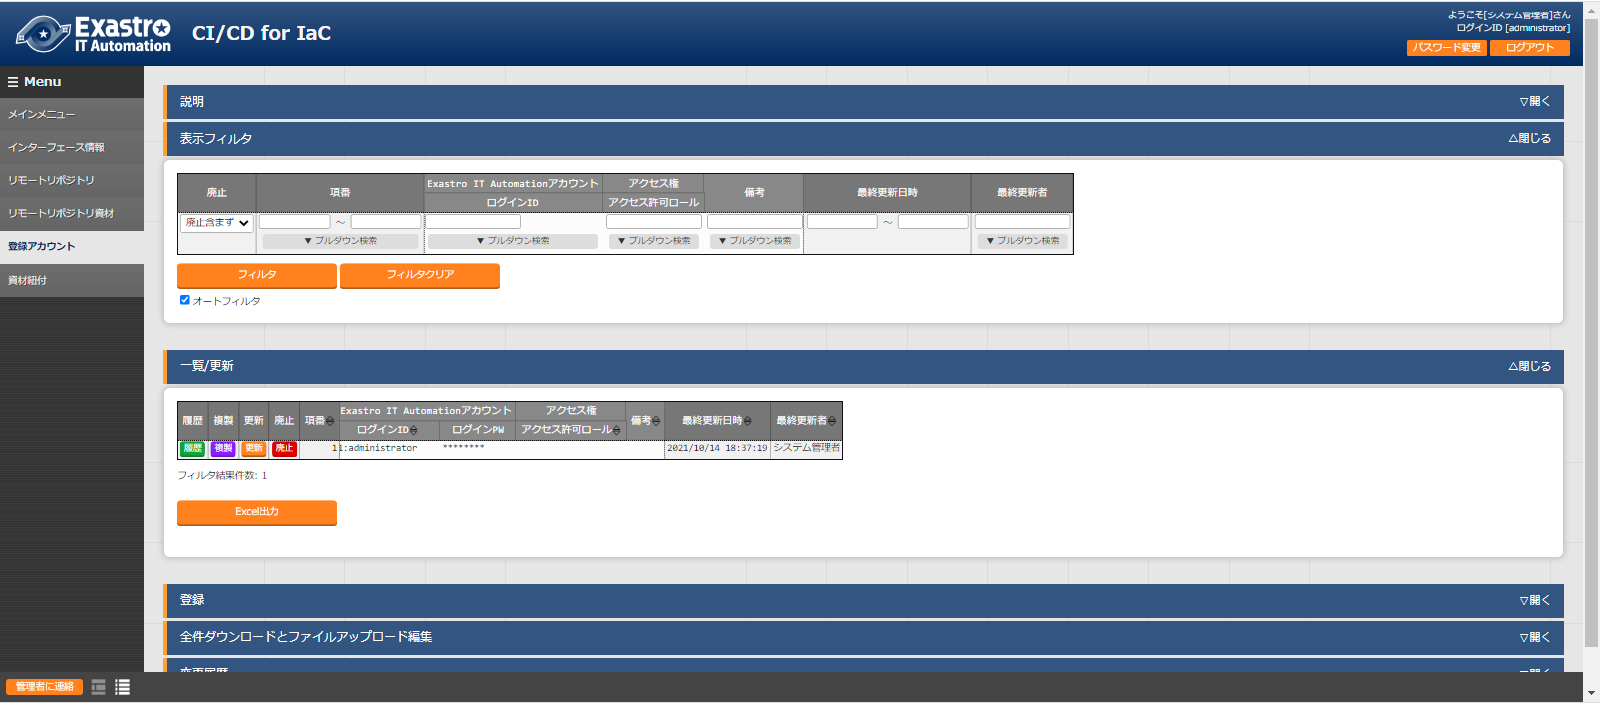 Exastro
IT Automation
CI/CD for IaC
ようこそ[システム管理者]さん
ログインID [administrator]
パスワード変更 ログアウト
Menu
メインメニュー
インターフェース情報
リモートリポジトリ
リモートリポジトリ資材
登録アカウント
資材紐付
説明 ▽開く
表示フィルタ △閉じる
廃止 項番 Exastro IT Automationアカウント アクセス権 備考 最終更新日時 最終更新者
ログインID アクセス許可ロール
廃止含まず ～ ～
▼ プルダウン検索 ▼ プルダウン検索 ▼ プルダウン検索 ▼ プルダウン検索 ▼ プルダウン検索
フィルタ フィルタクリア
オートフィルタ
一覧/更新 △閉じる
履歴 複製 更新 廃止 項番 Exastro IT Automationアカウント アクセス権 備考 最終更新日時 最終更新者
ログインID ログインPW アクセス許可ロール
履歴 複製 更新 廃止 1 1:administrator ******** 2021/10/14 18:37:19 システム管理者
フィルタ結果件数: 1
Excel出力
登録 ▽開く
全件ダウンロードとファイルアップロード編集 ▽開く
変更履歴 ▽開く
管理者に連絡